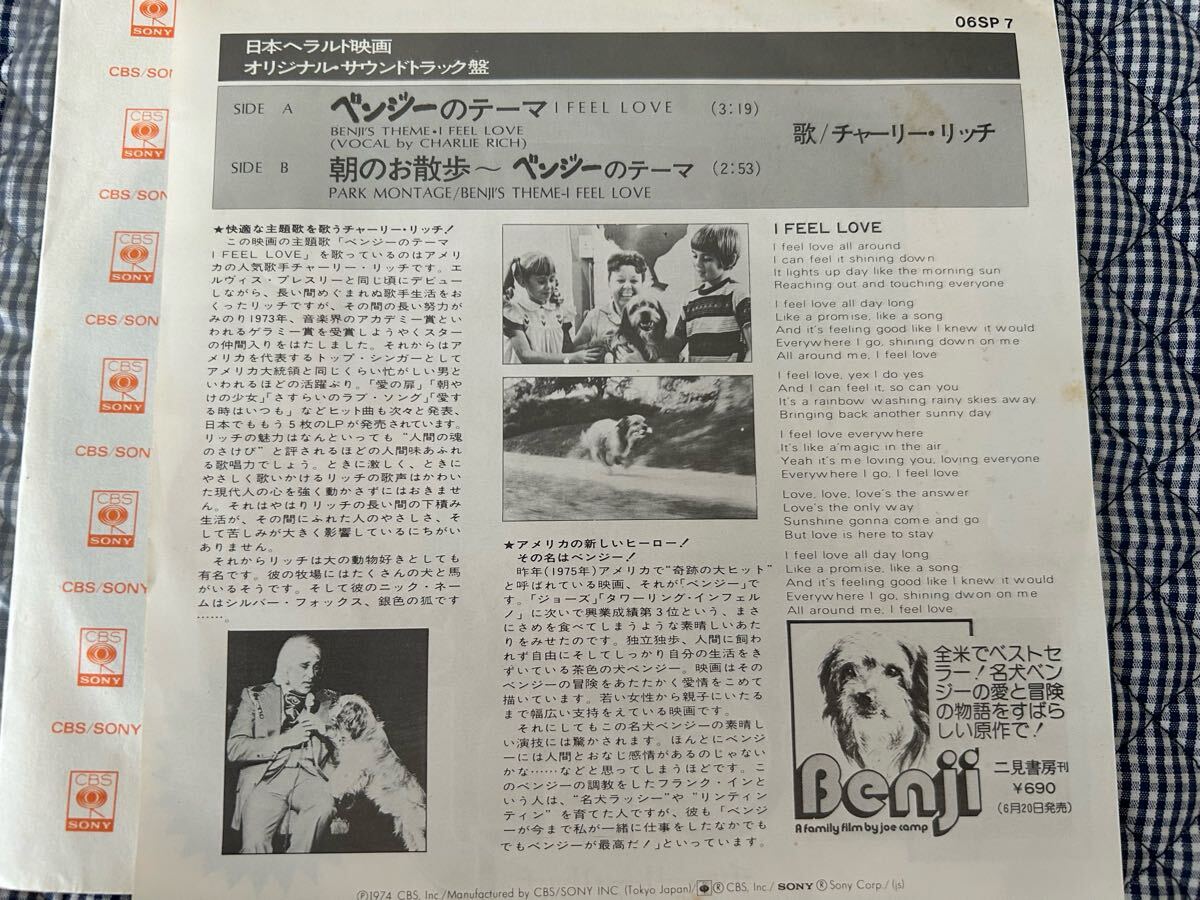 CBS
SONY
CBS/SONY
06SP 7
日本ヘラルド映画
オリジナル・サウンドトラック盤
SIDE A ベンジーのテーマ I FEEL LOVE (3:19)
BENJI'S THEME・I FEEL LOVE
(VOCAL by CHARLIE RICH)
歌/チャーリー・リッチ
SIDE B 朝のお散歩〜ベンジーのテーマ (2:53)
PARK MONTAGE/BENJI'S THEME-I FEEL LOVE
★快適な主題歌を歌うチャーリー・リッチ!
この映画の主題歌「ベンジーのテーマ
I FEEL LOVE」を歌っているのはアメリ
カの人気歌手チャーリー・リッチです。エ
ルヴィス・プレスリーと同じ頃にデビュー
しながら、長い間めぐまれぬ歌手生活をお
くったリッチですが、その間の長い努力が
みのり1973年、音楽界のアカデミー賞とい
われるゲラミー賞を受賞しようやくスター
の仲間入りをはたしました。それからはア
メリカを代表するトップ・シンガーとして
アメリカ大統領と同じくらい忙がしい男と
いわれるほどの活躍ぶり。「愛の扉」「朝や
けの少女」「さすらいのラブ・ソング」「愛す
る時はいつも」などヒット曲も次々と発表、
日本でももう5枚のLPが発売されています。
リッチの魅力はなんといっても“人間の魂
のさけび”と評されるほどの人間味あふれ
る歌唱力でしょう。ときに激しく、ときに
やさしく歌いかけるリッチの歌声はかわい
た現代人の心を強く動かさずにはおきませ
ん。それはやはりリッチの長い間の下積み
生活が、その間にふれた人のやさしさ、そ
して苦しみが大きく影響しているにちがい
ありません。
それからリッチは大の動物好きとしても
有名です。彼の牧場にはたくさんの犬と馬
がいるそうです。そして彼のニック・ネー
ムはシルバー・フォックス、銀色の狐です
……。
★アメリカの新しいヒーロー!
その名はベンジー!
昨年(1975年)アメリカで“奇跡の大ヒット”
と呼ばれている映画、それが「ベンジー」で
す。「ジョーズ」「タワーリング・インフェル
ノ」に次いで興業成績第3位という、まさ
にさめを食べてしまうような素晴しいあた
りをみせたのです。独立独歩、人間に飼わ
れず自由にそしてしっかり自分の生活をき
ずいている茶色の犬ベンジー。映画はその
ベンジーの冒険をあたたかく愛情をこめて
描いています。若い女性から親子にいたる
まで幅広い支持をえている映画です。
それにしてもこの名犬ベンジーの素晴し
い演技には驚かされます。ほんとにベンジ
ーには人間とおなじ感情があるのじゃない
かな……などと思ってしまうほどです。こ
のベンジーの調教をしたフランク・インと
いう人は、“名犬ラッシー”や“リンティン
ティン”を育てた人ですが、彼も「ベンジ
ーが今まで私が一緒に仕事をしたなかでも
でもベンジーが最高だ!」といっています。
I FEEL LOVE
I feel love all around
I can feel it shining down
It lights up day like the morning sun
Reaching out and touching everyone
I feel love all day long
Like a promise, like a song
And it's feeling good like I knew it would
Everywhere I go, shining down on me
All around me, I feel love
I feel love, yex I do yes
And I can feel it, so can you
It's a rainbow washing rainy skies away
Bringing back another sunny day
I feel love everywhere
It's like a'magic in the air
Yeah it's me loving you, loving everyone
Everywhere I go, I feel love
Love, love, love's the answer
Love's the only way
Sunshine gonna come and go
But love is here to stay
I feel love all day long
Like a promise, like a song
And it's feeling good like I knew it would
Everywhere I go, shining dwon on me
All around me, I feel love
全米でベストセ
ラー!名犬ベン
ジーの愛と冒険
の物語をすばら
しい原作で!
二見書房刊
¥690
(6月20日発売)
Benji
A family film by joe camp
Ⓟ1974 CBS, Inc./Manufactured by CBS/SONY INC (Tokyo Japan)/ ® CBS, Inc./ SONY ® Sony Corp./ (js)